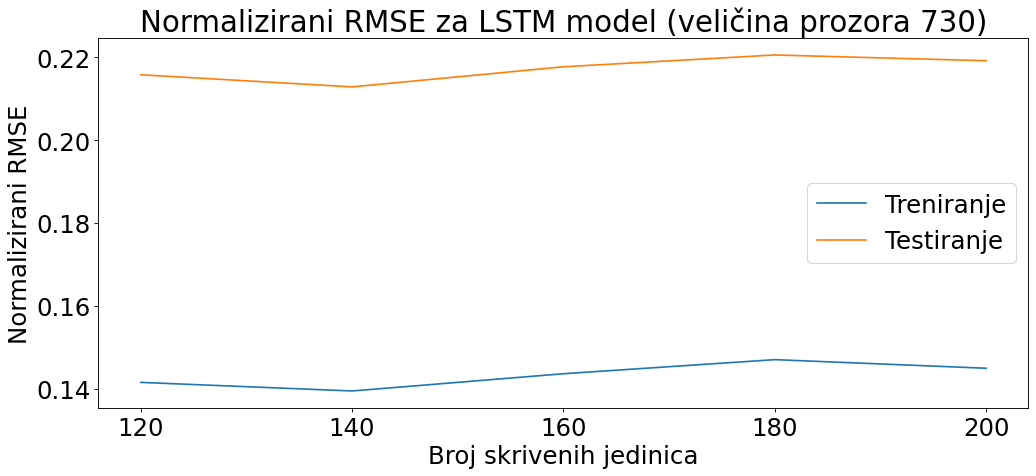 Normalizirani RMSE za LSTM model (veličina prozora 730)
Normalizirani RMSE
0.22
0.20
0.18
0.16
0.14
Treniranje
Testiranje
120 140 160 180 200
Broj skrivenih jedinica